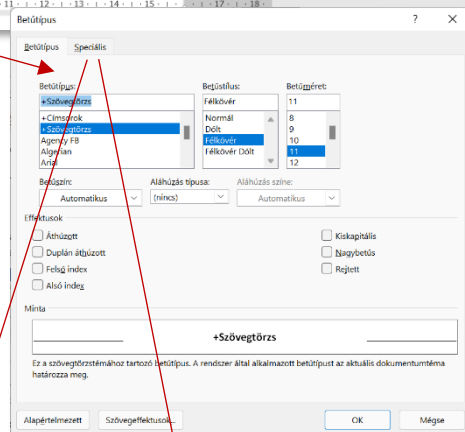 11 · 12 · 13 · 14 · 15 · 17 · 18 ·
Betűtípus ? ×
Betűtípus Speciális
Betűtípus: Betűstílus: Betűméret:
+Szövegtörzs Félkövér 11
+Címsorok Normál 8
+Szövegtörzs Dőlt 9
Agency FB Félkövér 10
Algerian Félkövér Dőlt 11
Arial 12
Betűszín: Aláhúzás típusa: Aláhúzás színe:
Automatikus (nincs) Automatikus
Effektusok
Áthúzott Kiskapitális
Duplán áthúzott Nagybetűs
Felső index Rejtett
Alsó index
Minta
+Szövegtörzs
Ez a szövegtörzstémához tartozó betűtípus. A rendszer által alkalmazott betűtípust az aktuális dokumentumtéma
határozza meg.
Alapértelmezett Szövegeffektusok... OK Mégse